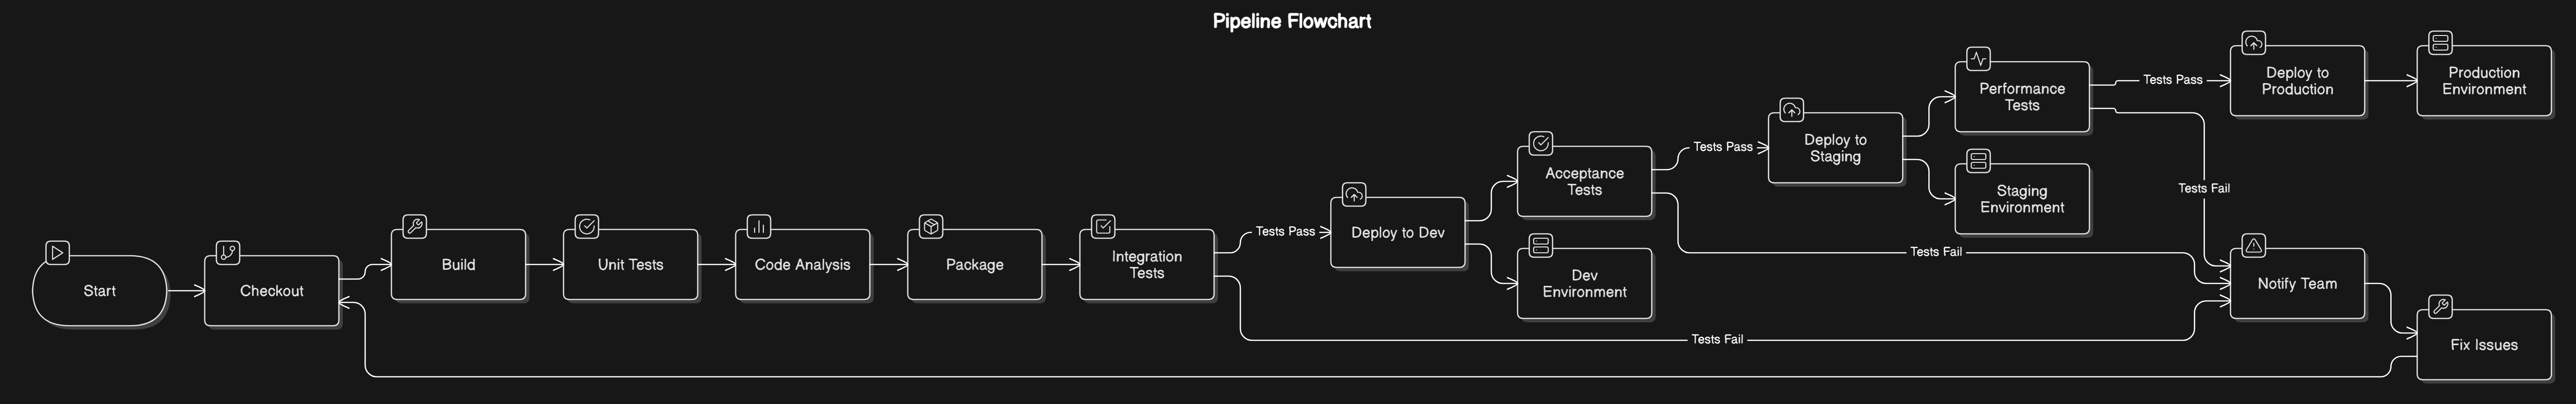 Pipeline Flowchart
Start
Checkout
Build
Unit Tests
Code Analysis
Package
Integration
Tests
Tests Pass
Tests Fail
Deploy to Dev
Acceptance
Tests
Dev
Environment
Tests Pass
Tests Fail
Deploy to
Staging
Performance
Tests
Staging
Environment
Tests Pass
Tests Fail
Deploy to
Production
Production
Environment
Notify Team
Fix Issues